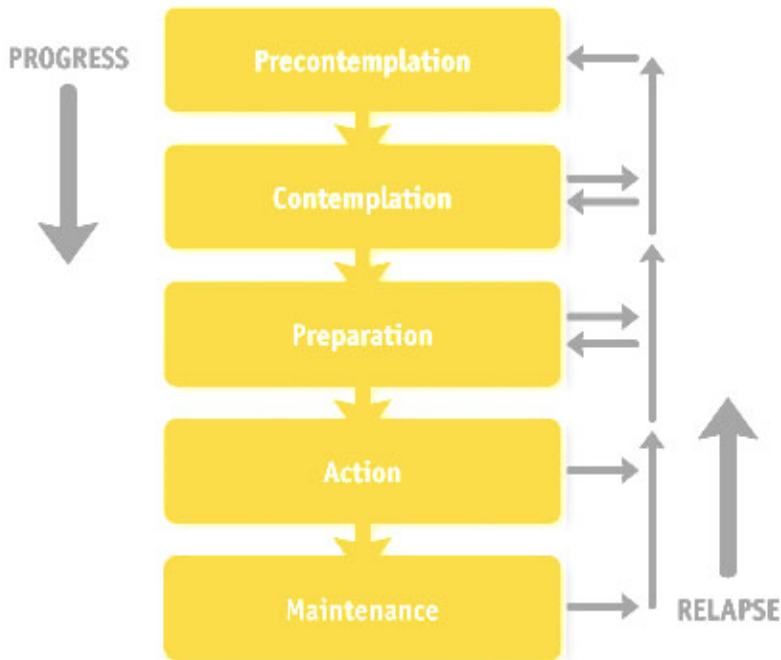 PROGRESS
Precontemplation
Contemplation
Preparation
Action
Maintenance
RELAPSE